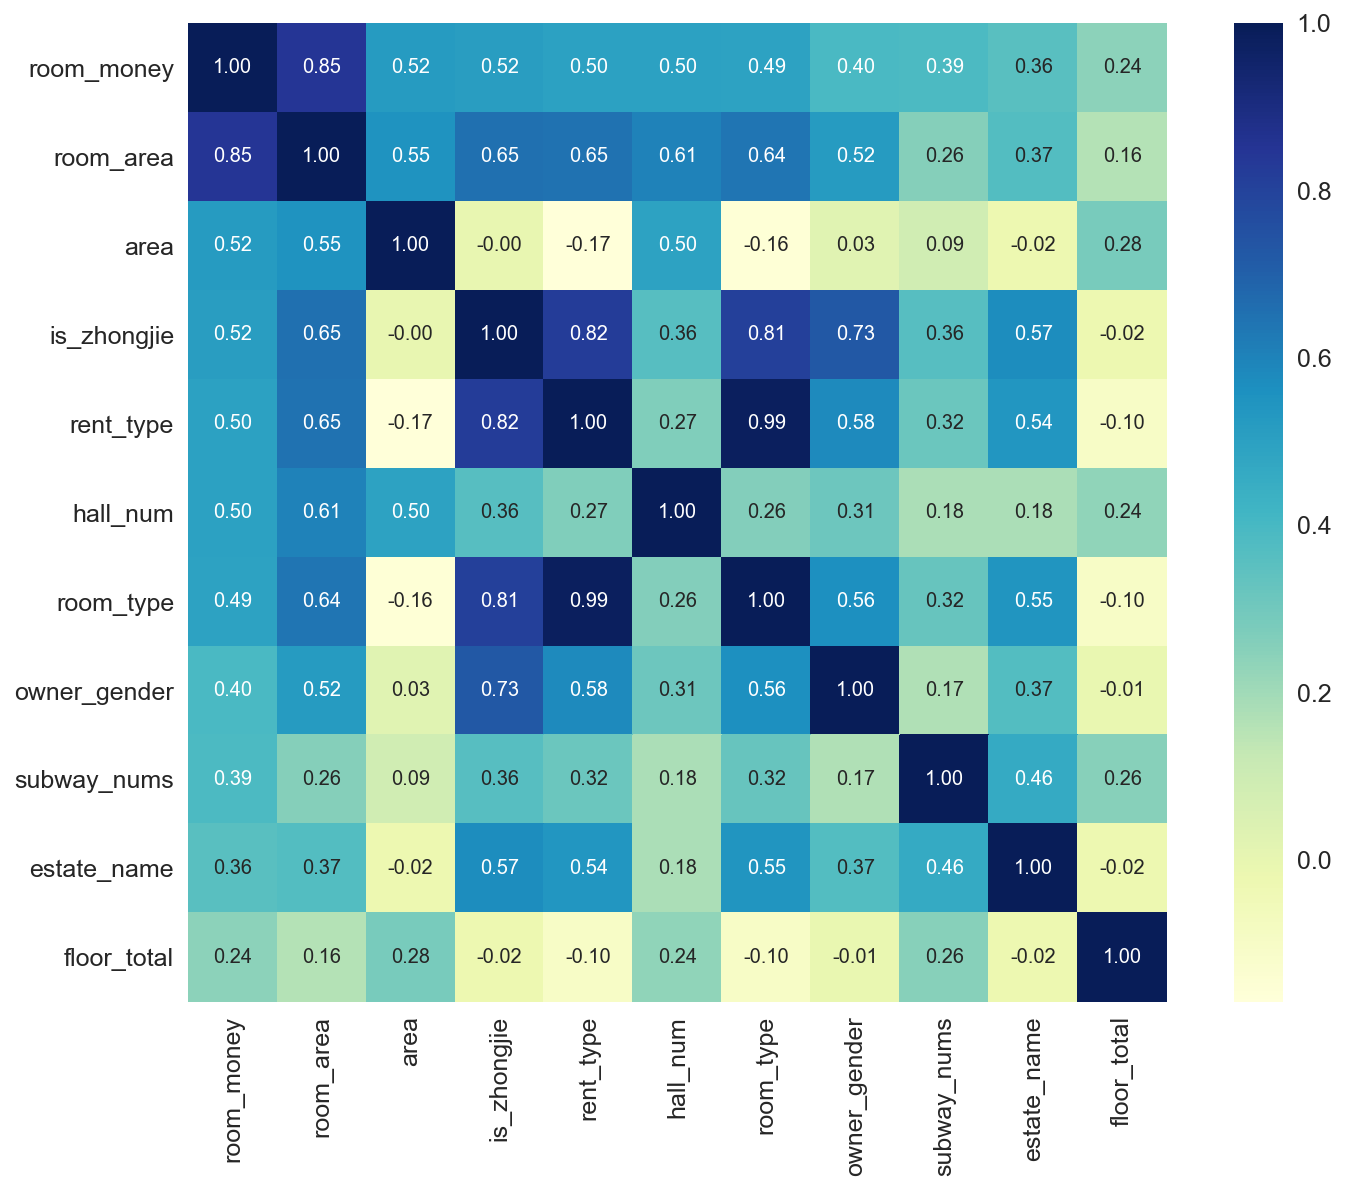 room_money 1.00 0.85 0.52 0.52 0.50 0.50 0.49 0.40 0.39 0.36 0.24
room_area 0.85 1.00 0.55 0.65 0.65 0.61 0.64 0.52 0.26 0.37 0.16
area 0.52 0.55 1.00 -0.00 -0.17 0.50 -0.16 0.03 0.09 -0.02 0.28
is_zhongjie 0.52 0.65 -0.00 1.00 0.82 0.36 0.81 0.73 0.36 0.57 -0.02
rent_type 0.50 0.65 -0.17 0.82 1.00 0.27 0.99 0.58 0.32 0.54 -0.10
hall_num 0.50 0.61 0.50 0.36 0.27 1.00 0.26 0.31 0.18 0.18 0.24
room_type 0.49 0.64 -0.16 0.81 0.99 0.26 1.00 0.56 0.32 0.55 -0.10
owner_gender 0.40 0.52 0.03 0.73 0.58 0.31 0.56 1.00 0.17 0.37 -0.01
subway_nums 0.39 0.26 0.09 0.36 0.32 0.18 0.32 0.17 1.00 0.46 0.26
estate_name 0.36 0.37 -0.02 0.57 0.54 0.18 0.55 0.37 0.46 1.00 -0.02
floor_total 0.24 0.16 0.28 -0.02 -0.10 0.24 -0.10 -0.01 0.26 -0.02 1.00
room_money
room_area
area
is_zhongjie
rent_type
hall_num
room_type
owner_gender
subway_nums
estate_name
floor_total
1.0
0.8
0.6
0.4
0.2
0.0